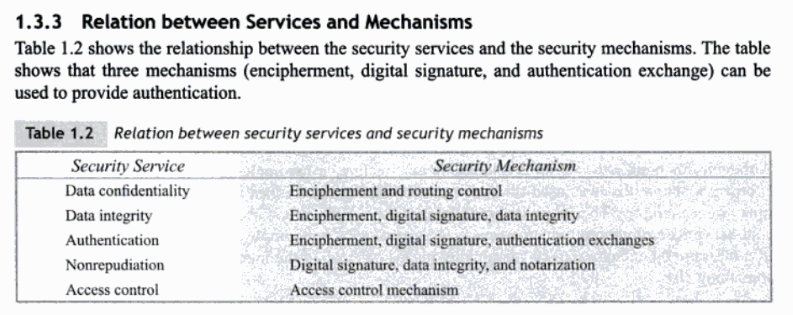 1.3.3 Relation between Services and Mechanisms
Table 1.2 shows the relationship between the security services and the security mechanisms. The table
shows that three mechanisms (encipherment, digital signature, and authentication exchange) can be
used to provide authentication.
Table 1.2 Relation between security services and security mechanisms
Security Service Security Mechanism
Data confidentiality Encipherment and routing control
Data integrity Encipherment, digital signature, data integrity
Authentication Encipherment, digital signature, authentication exchanges
Nonrepudiation Digital signature, data integrity, and notarization
Access control Access control mechanism